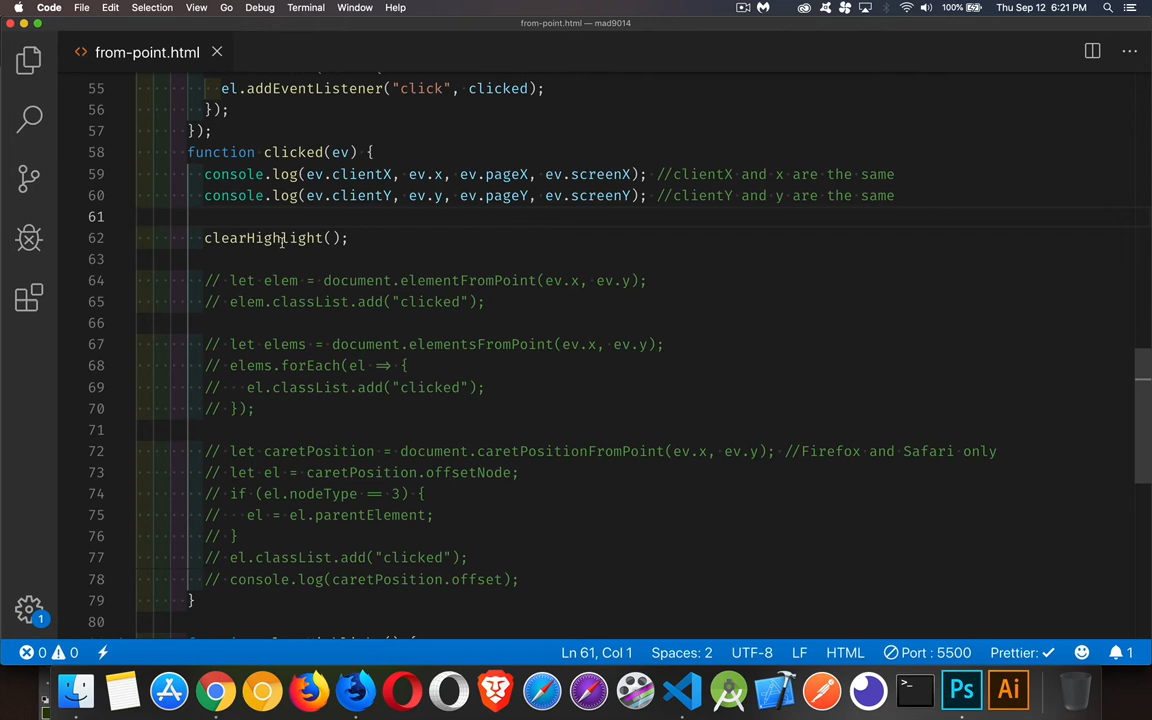 Code File Edit Selection View Go Debug Terminal Window Help 100% Thu Sep 12 6:21 PM
from-point.html — mad9014
<> from-point.html
55 el.addEventListener("click", clicked);
56 });
57 });
58 function clicked(ev) {
59 console.log(ev.clientX, ev.x, ev.pageX, ev.screenX); //clientX and x are the same
60 console.log(ev.clientY, ev.y, ev.pageY, ev.screenY); //clientY and y are the same
61
62 clearHighlight();
63
64 // let elem = document.elementFromPoint(ev.x, ev.y);
65 // elem.classList.add("clicked");
66
67 // let elems = document.elementsFromPoint(ev.x, ev.y);
68 // elems.forEach(el => {
69 // el.classList.add("clicked");
70 // });
71
72 // let caretPosition = document.caretPositionFromPoint(ev.x, ev.y); //Firefox and Safari only
73 // let el = caretPosition.offsetNode;
74 // if (el.nodeType == 3) {
75 // el = el.parentElement;
76 // }
77 // el.classList.add("clicked");
78 // console.log(caretPosition.offset);
79 }
80
1
0 0 Ln 61, Col 1 Spaces: 2 UTF-8 LF HTML Port : 5500 Prettier: ✓ 1
>_ Ps Ai